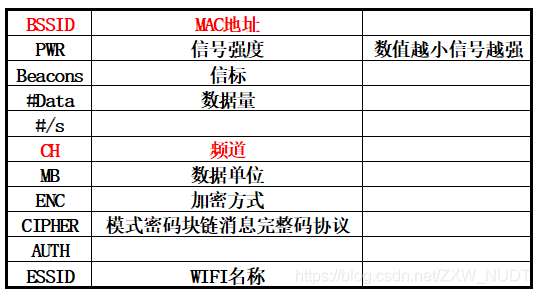 BSSID MAC地址
PWR 信号强度 数值越小信号越强
Beacons 信标
#Data 数据量
#/s
CH 频道
MB 数据单位
ENC 加密方式
CIPHER 模式密码块链消息完整码协议
AUTH
ESSID WIFI名称
https://blog.csdn.net/ZXW_NUDT